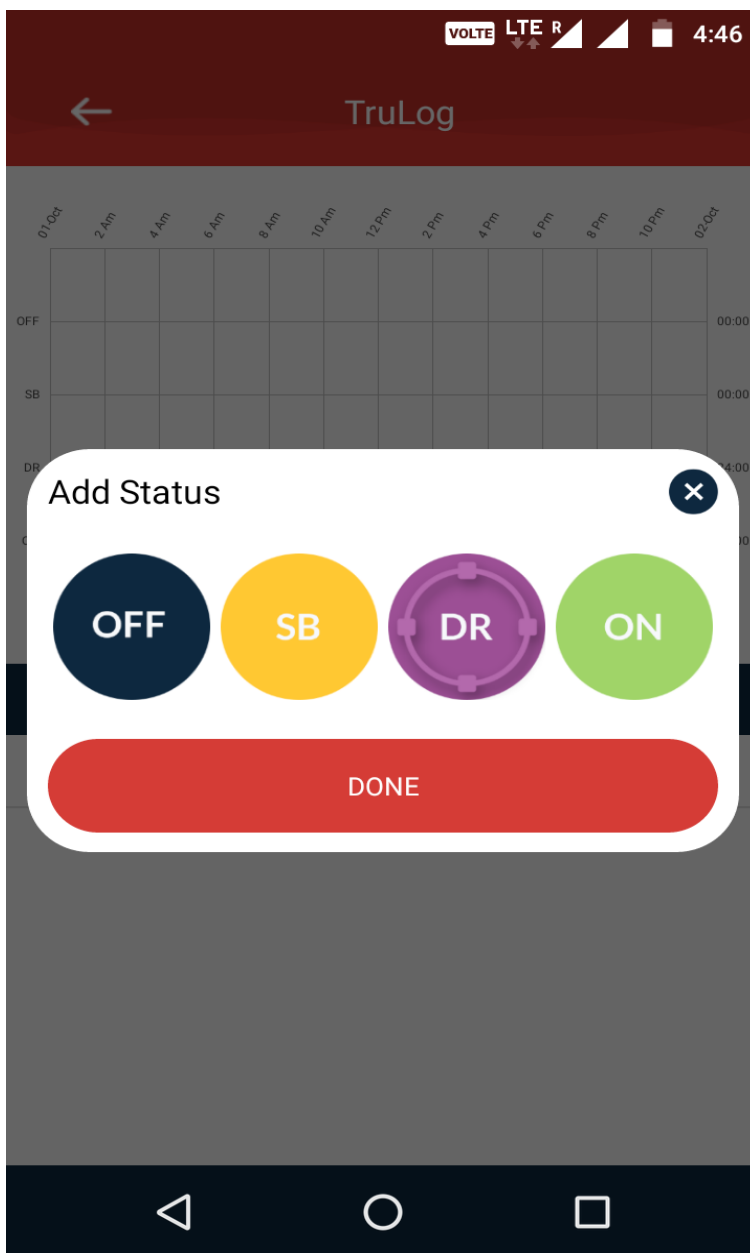 VOLTE LTE R 4:46
TruLog
01-Oct 2 Am 4 Am 6 Am 8 Am 10 Am 12 Pm 2 Pm 4 Pm 6 Pm 8 Pm 10 Pm 02-Oct
OFF 00:00
SB 00:00
DR
Add Status
OFF SB DR ON
DONE